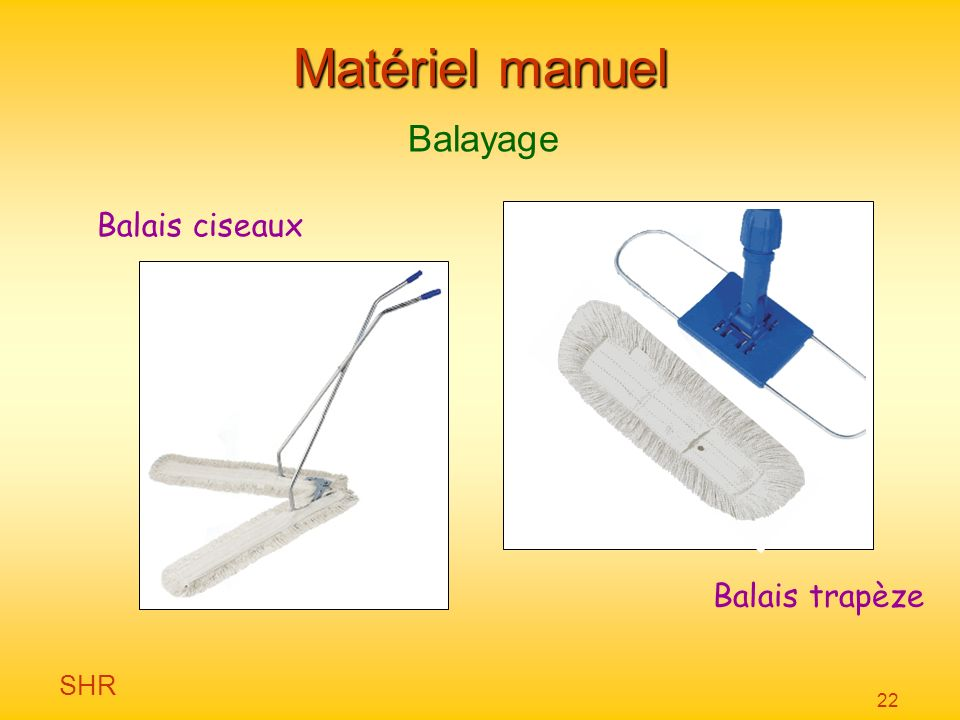 Matériel manuel
Balayage
Balais ciseaux
Balais trapèze
SHR
22